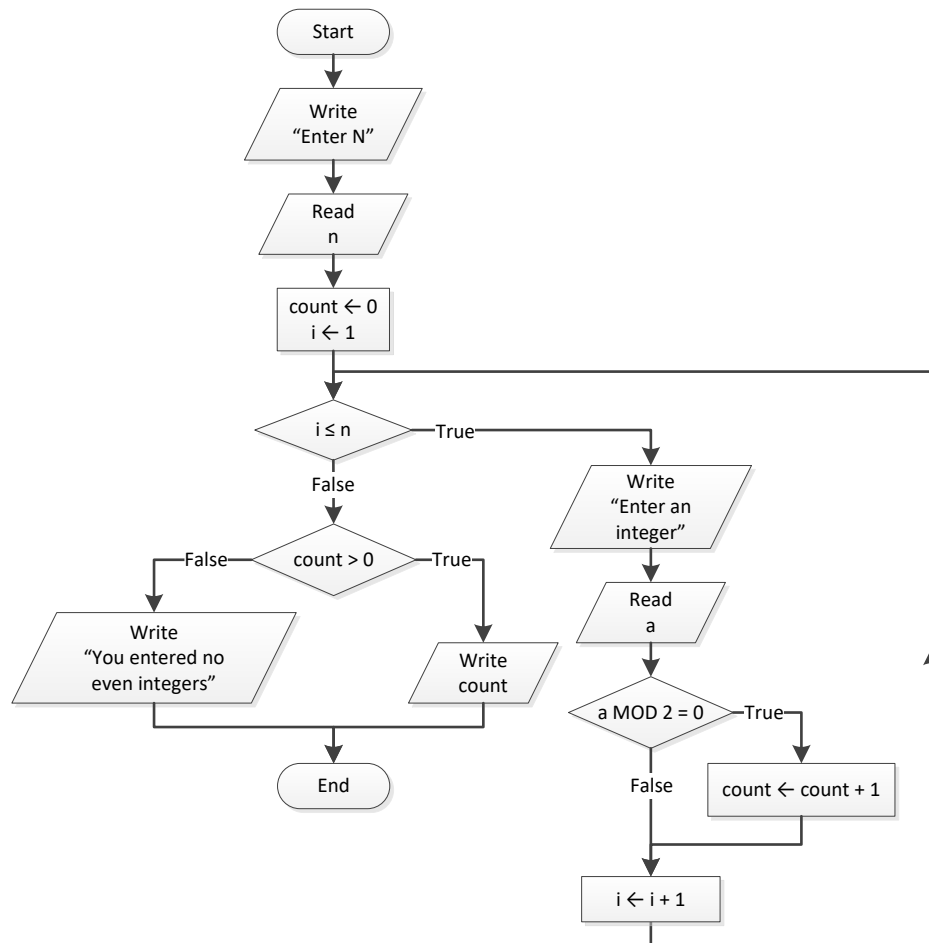 Start
Write
“Enter N”
Read
n
count ← 0
i ← 1
i ≤ n
True
False
Write
“Enter an
integer”
count > 0
False
True
Read
a
Write
“You entered no
even integers”
Write
count
a MOD 2 = 0
True
False
count ← count + 1
End
i ← i + 1